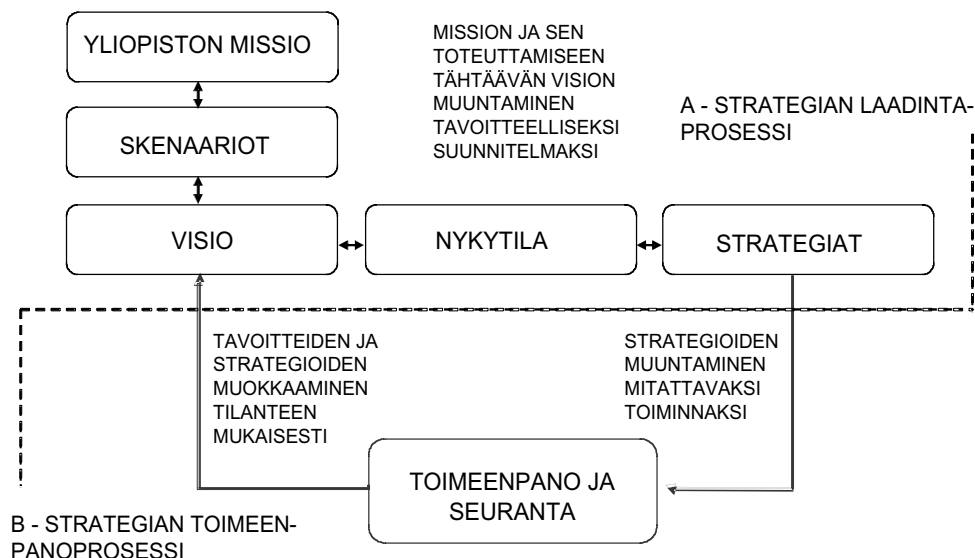 YLIOPISTON MISSIO
MISSION JA SEN
TOTEUTTAMISEEN
TÄHTÄÄVÄN VISION
MUUNTAMINEN
TAVOITTEELLISEKSI
SUUNNITELMAKSI
A - STRATEGIAN LAADINTA-
PROSESSI
SKENAARIOT
VISIO
NYKYTILA
STRATEGIAT
TAVOITTEIDEN JA
STRATEGIOIDEN
MUOKKAAMINEN
TILANTEEN
MUKAISESTI
STRATEGIOIDEN
MUUNTAMINEN
MITATTAVAKSI
TOIMINNAKSI
TOIMEENPANO JA
SEURANTA
B - STRATEGIAN TOIMEEN-
PANOPROSESSI